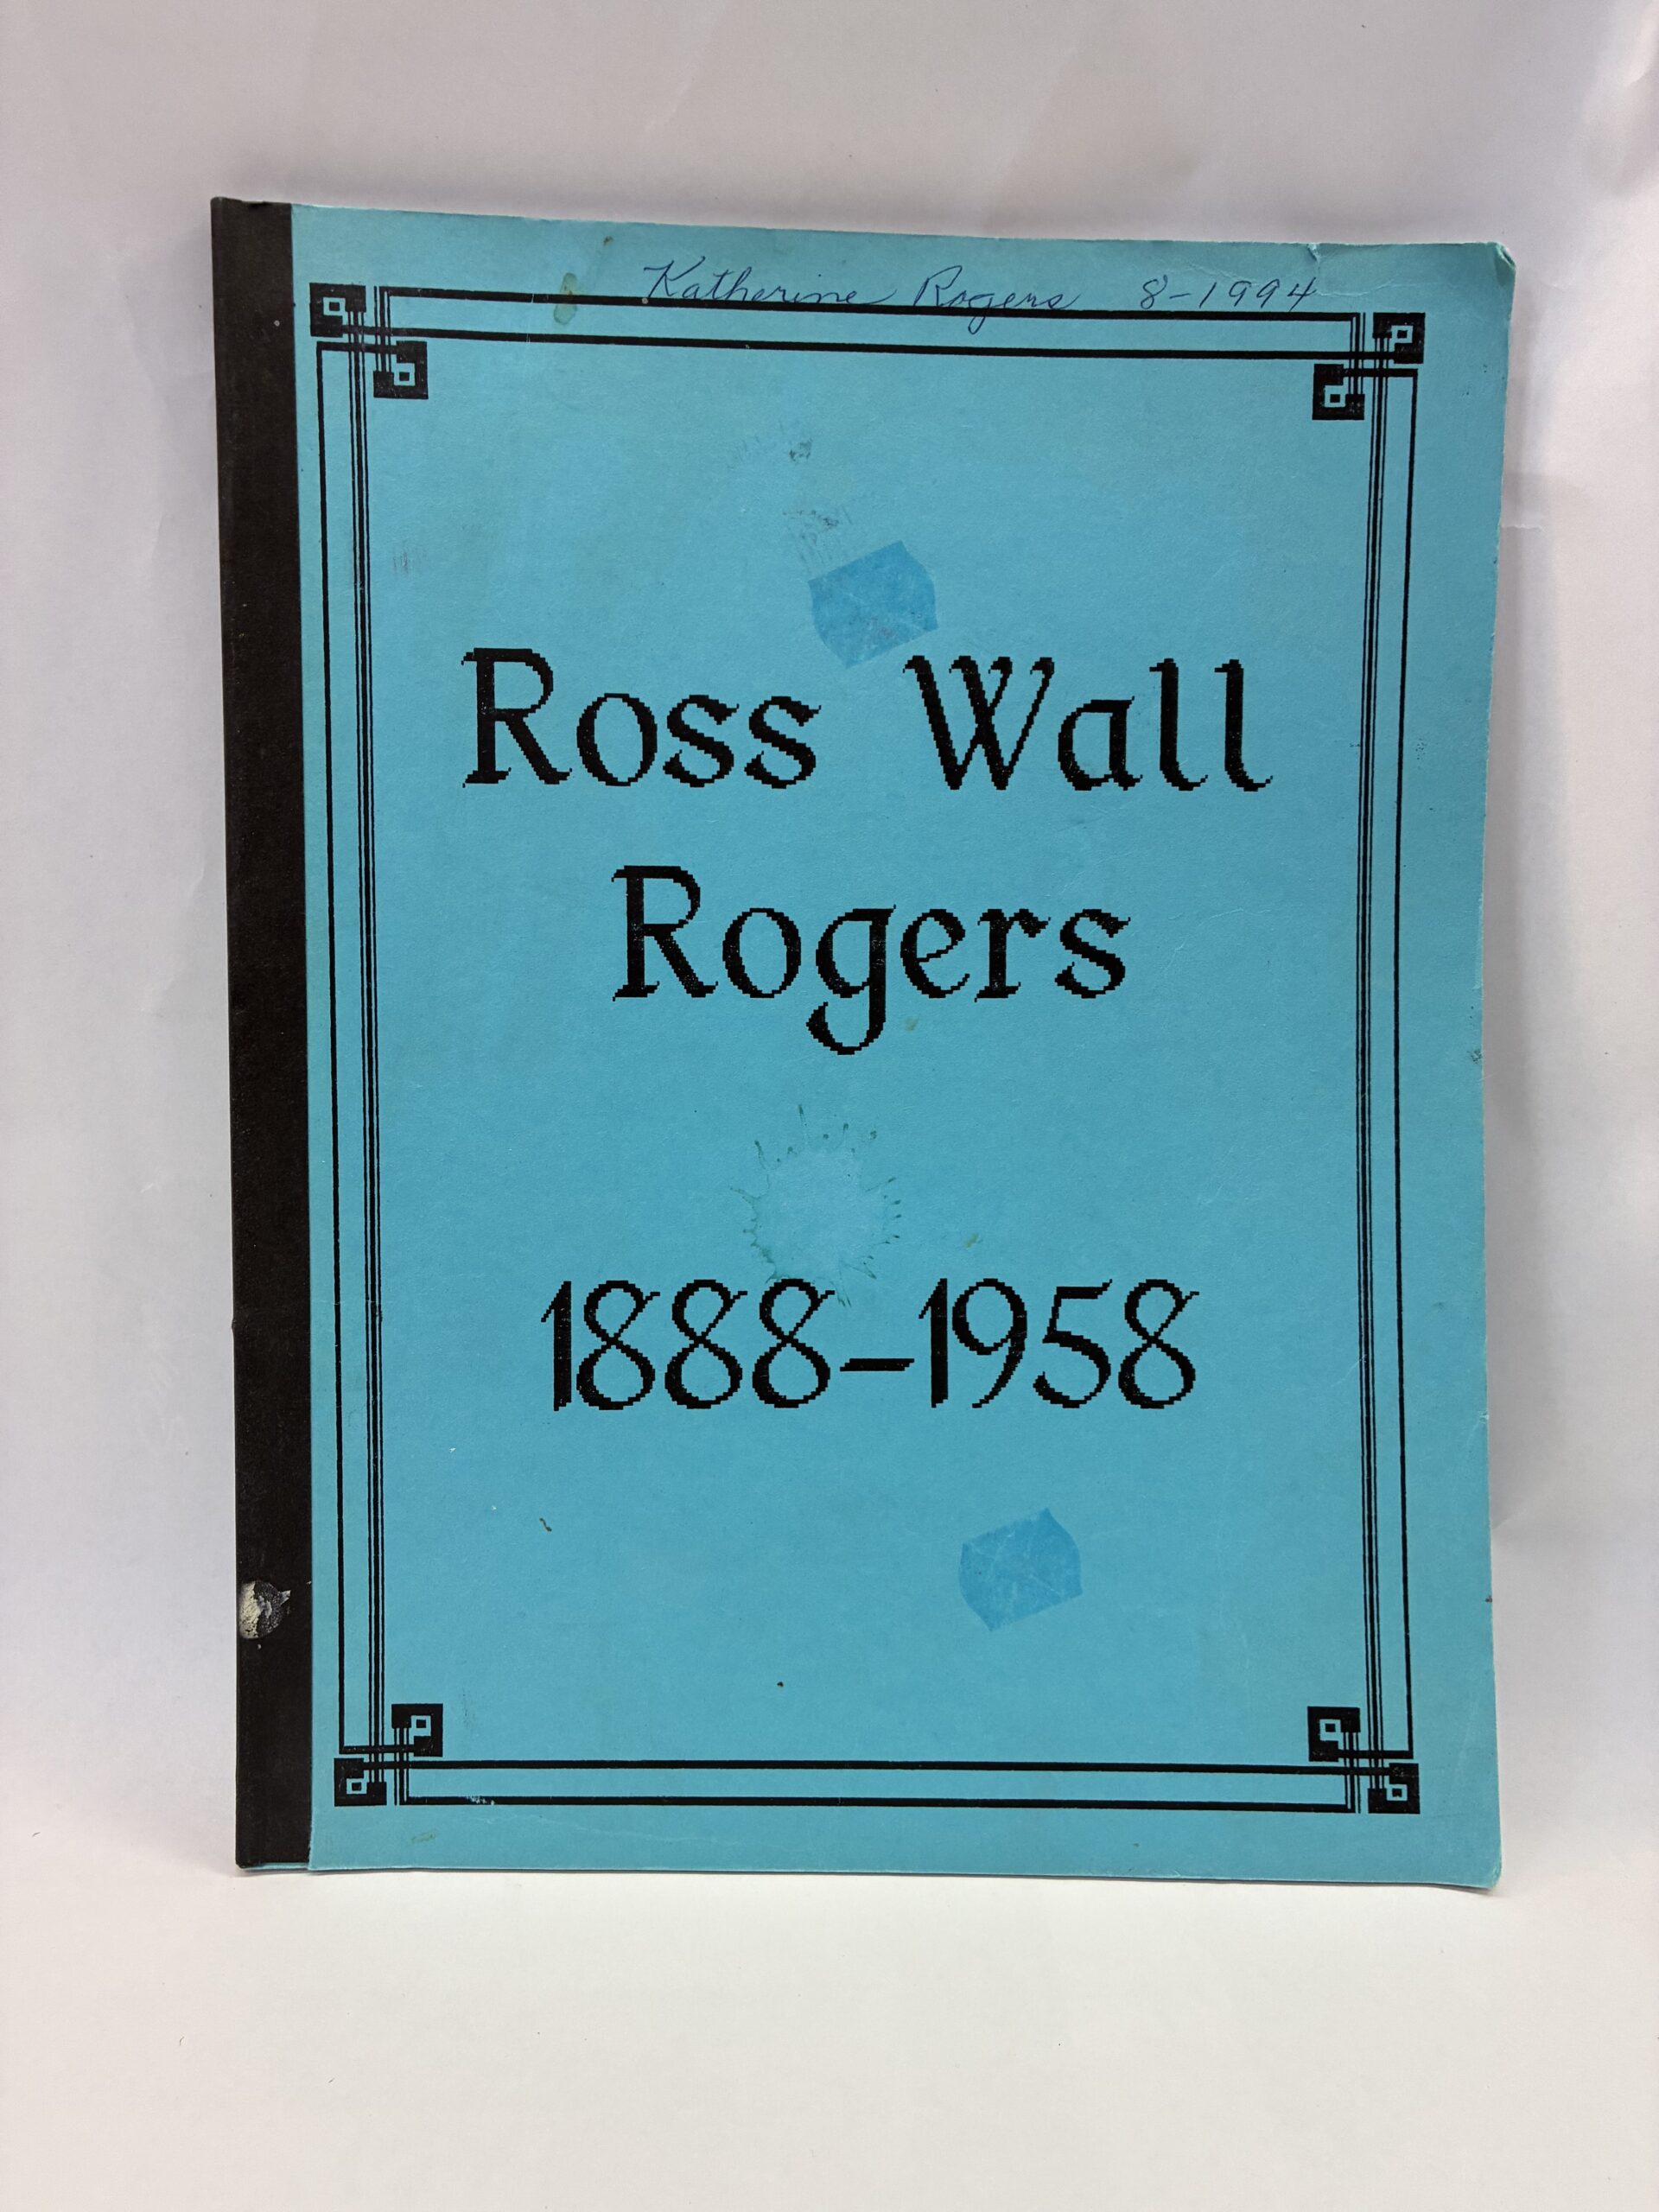 Katherine Rogers 8-1994
Ross Wall
Rogers
1888-1958